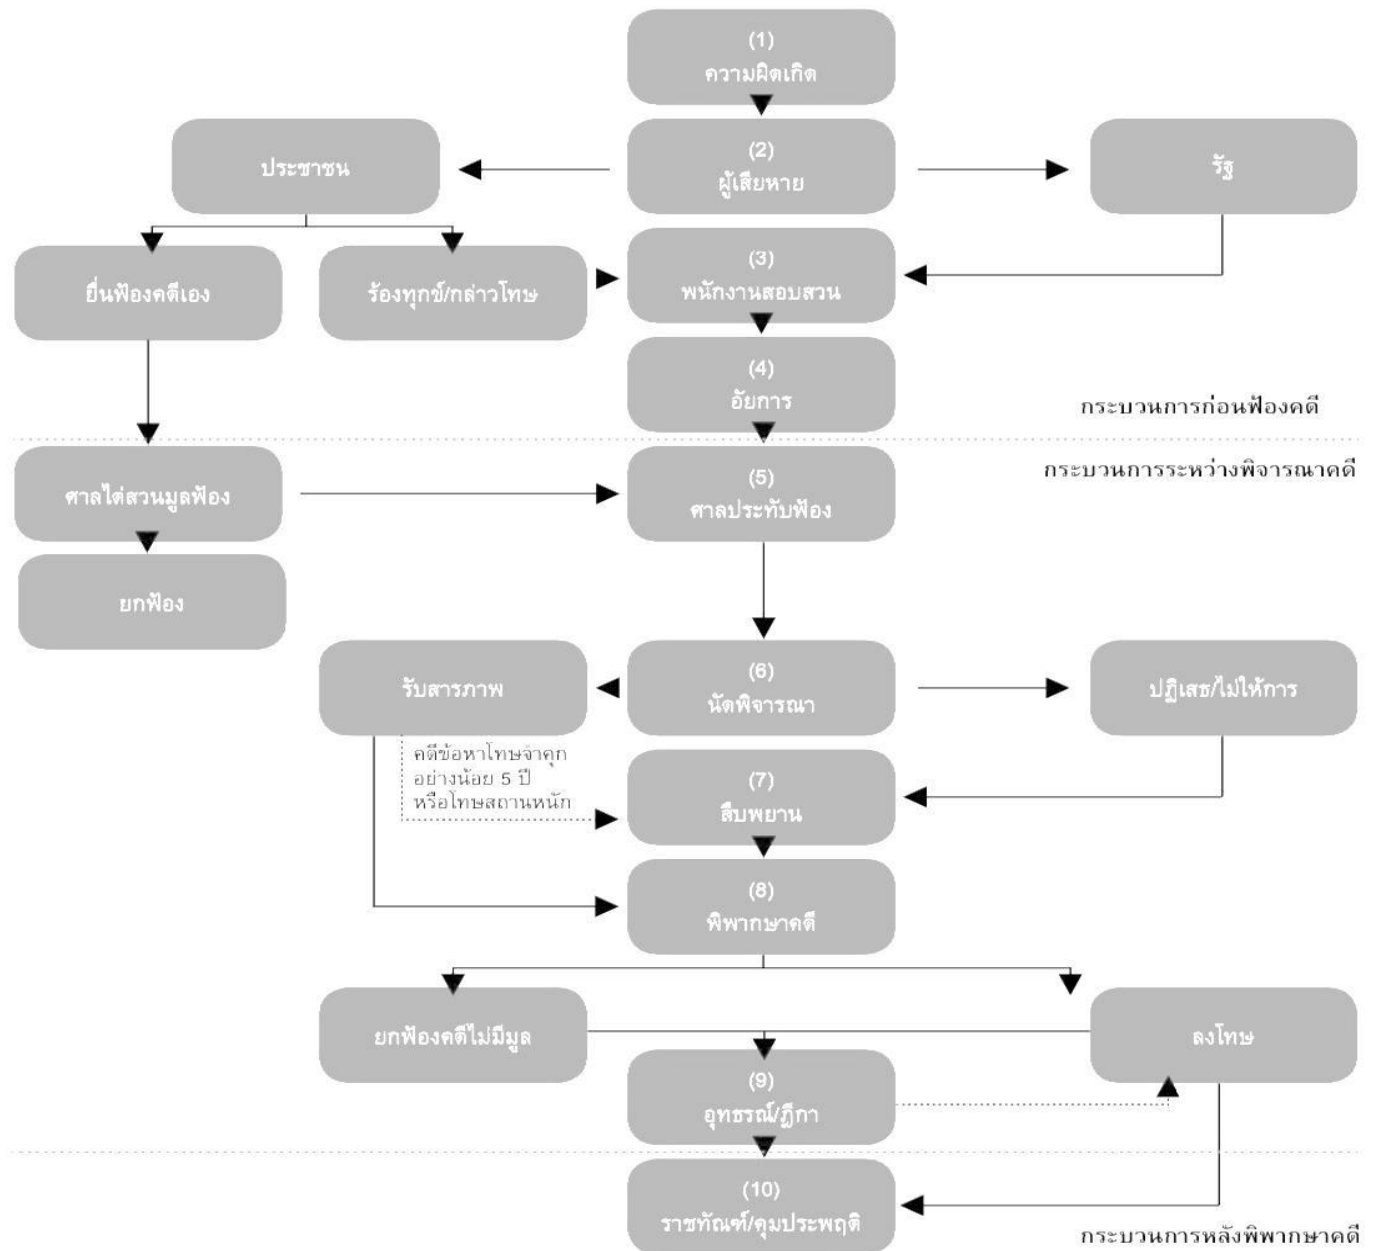 (1)
ความผิดเกิด
ประชาชน
(2)
ผู้เสียหาย
รัฐ
ยื่นฟ้องคดีเอง
ร้องทุกข์/กล่าวโทษ
(3)
พนักงานสอบสวน
(4)
อัยการ
กระบวนการก่อนฟ้องคดี
กระบวนการระหว่างพิจารณาคดี
ศาลไต่สวนมูลฟ้อง
(5)
ศาลประทับฟ้อง
ยกฟ้อง
รับสารภาพ
(6)
นัดพิจารณา
ปฏิเสธ/ไม่ให้การ
คดีข้อหาโทษจำคุก
อย่างน้อย 5 ปี
หรือโทษสถานหนัก
(7)
สืบพยาน
(8)
พิพากษาคดี
ยกฟ้องคดีไม่มีมูล
ลงโทษ
(9)
อุทธรณ์/ฎีกา
(10)
ราชทัณฑ์/คุมประพฤติ
กระบวนการหลังพิพากษาคดี